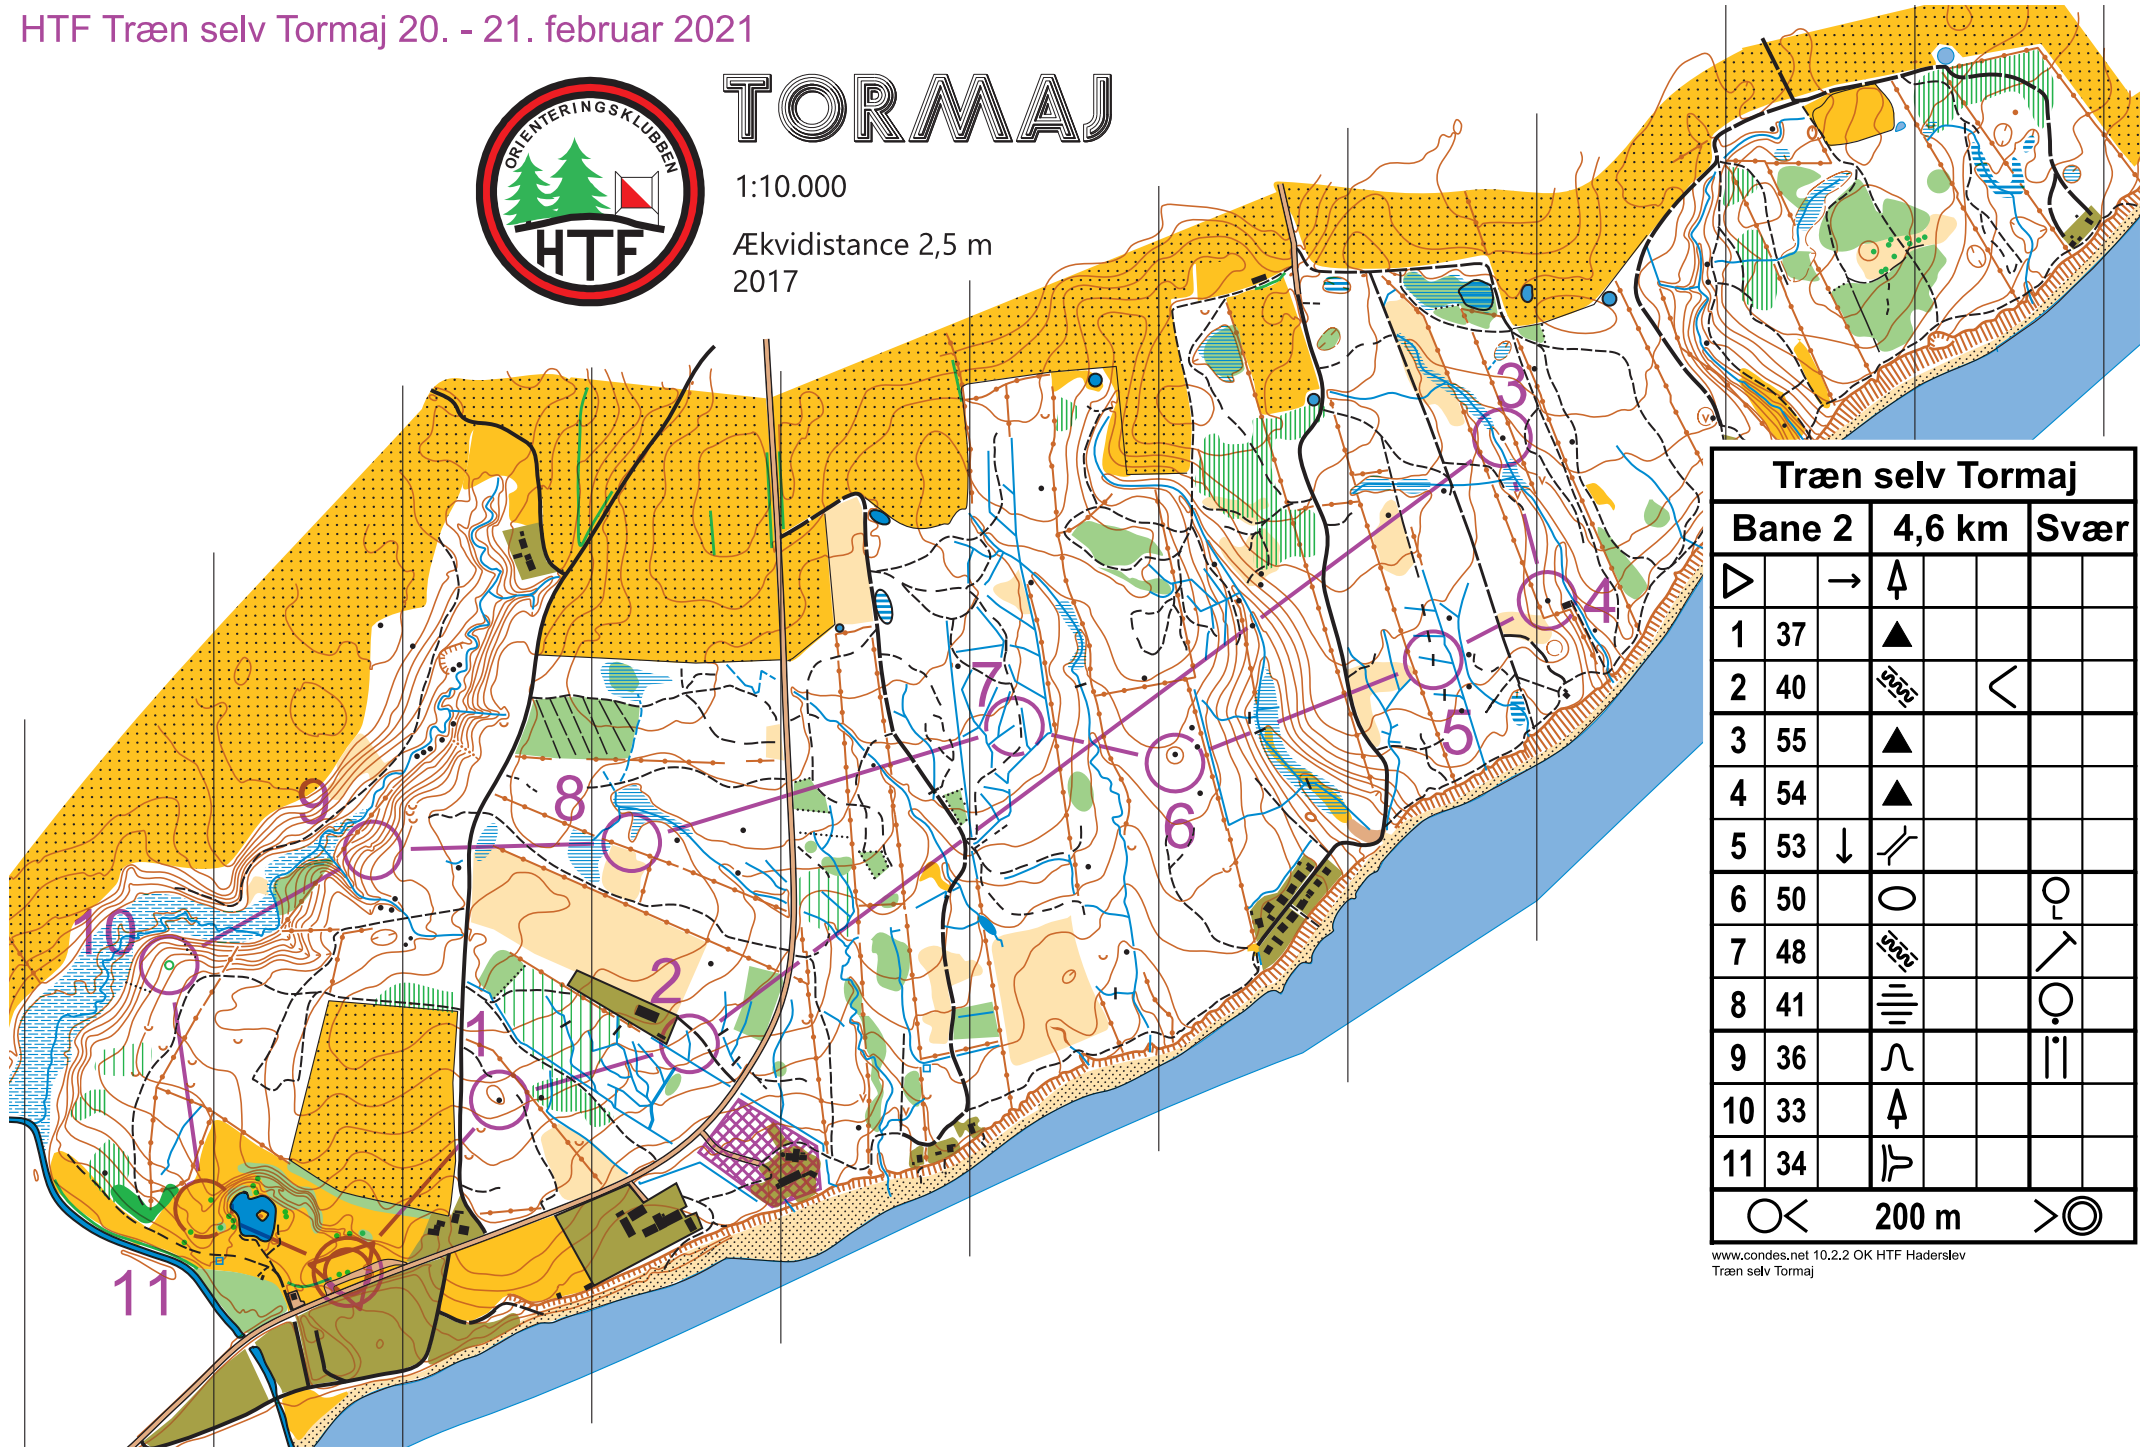 HTF Træn selv Tormaj 20. - 21. februar 2021
ORIENTERINGSKLUBBEN
HTF
TORMAJ
1:10.000
Ækvidistance 2,5 m
2017
3
4
7
5
6
8
9
10
2
1
11
Træn selv Tormaj
Bane 2 4,6 km Svær
1 37
2 40
3 55
4 54
5 53
6 50
7 48
8 41
9 36
10 33
11 34
200 m
www.condes.net 10.2.2 OK HTF Haderslev
Træn selv Tormaj